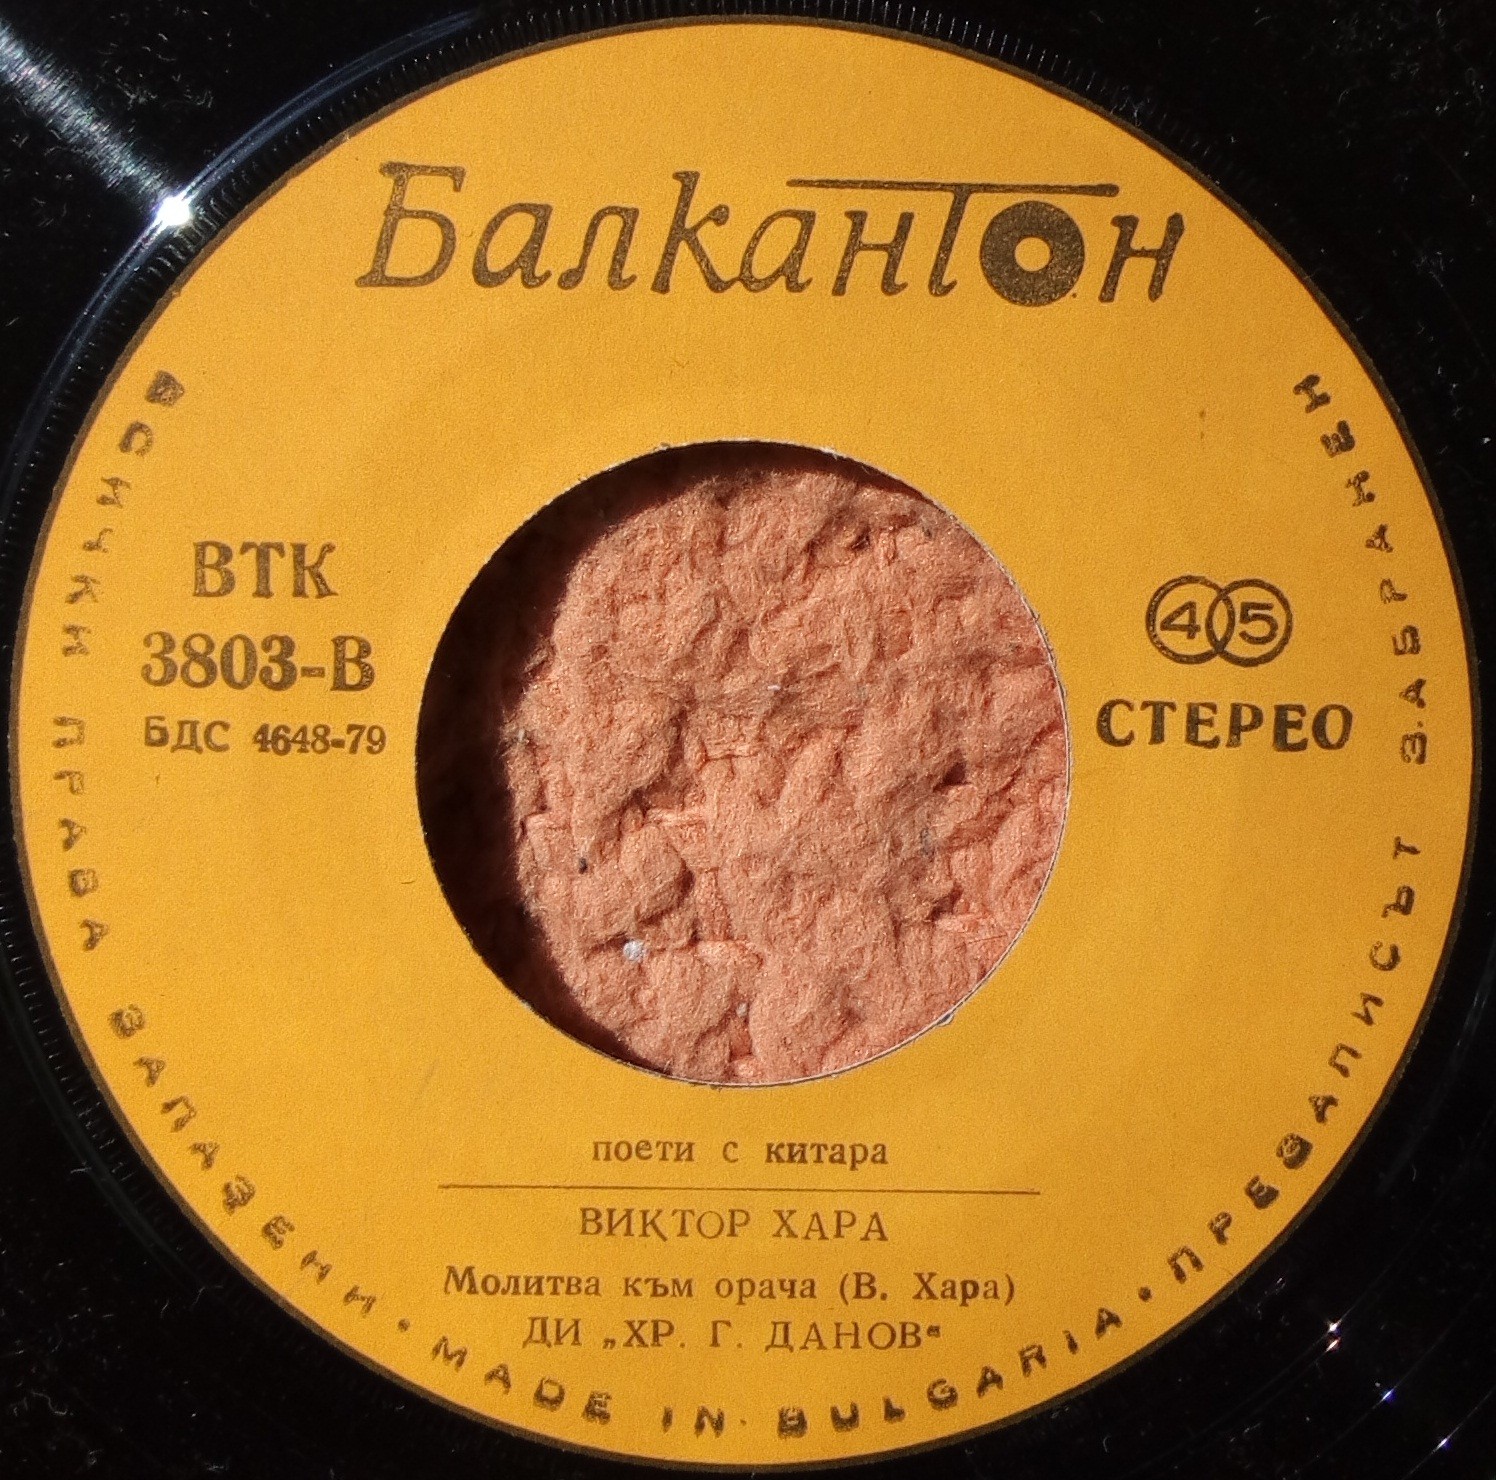 Балкантон
ВТК
3803-В
БДС 4648-79
45
СТЕРЕО
поети с китара
ВИКТОР ХАРА
Молитва към орача (В. Хара)
ДИ „ХР. Г. ДАНОВ“
ВСИЧКИ ПРАВА ЗАПАЗЕНИ • MADE IN BULGARIA • ПРЕЗАПИСЪТ ЗАБРАНЕН